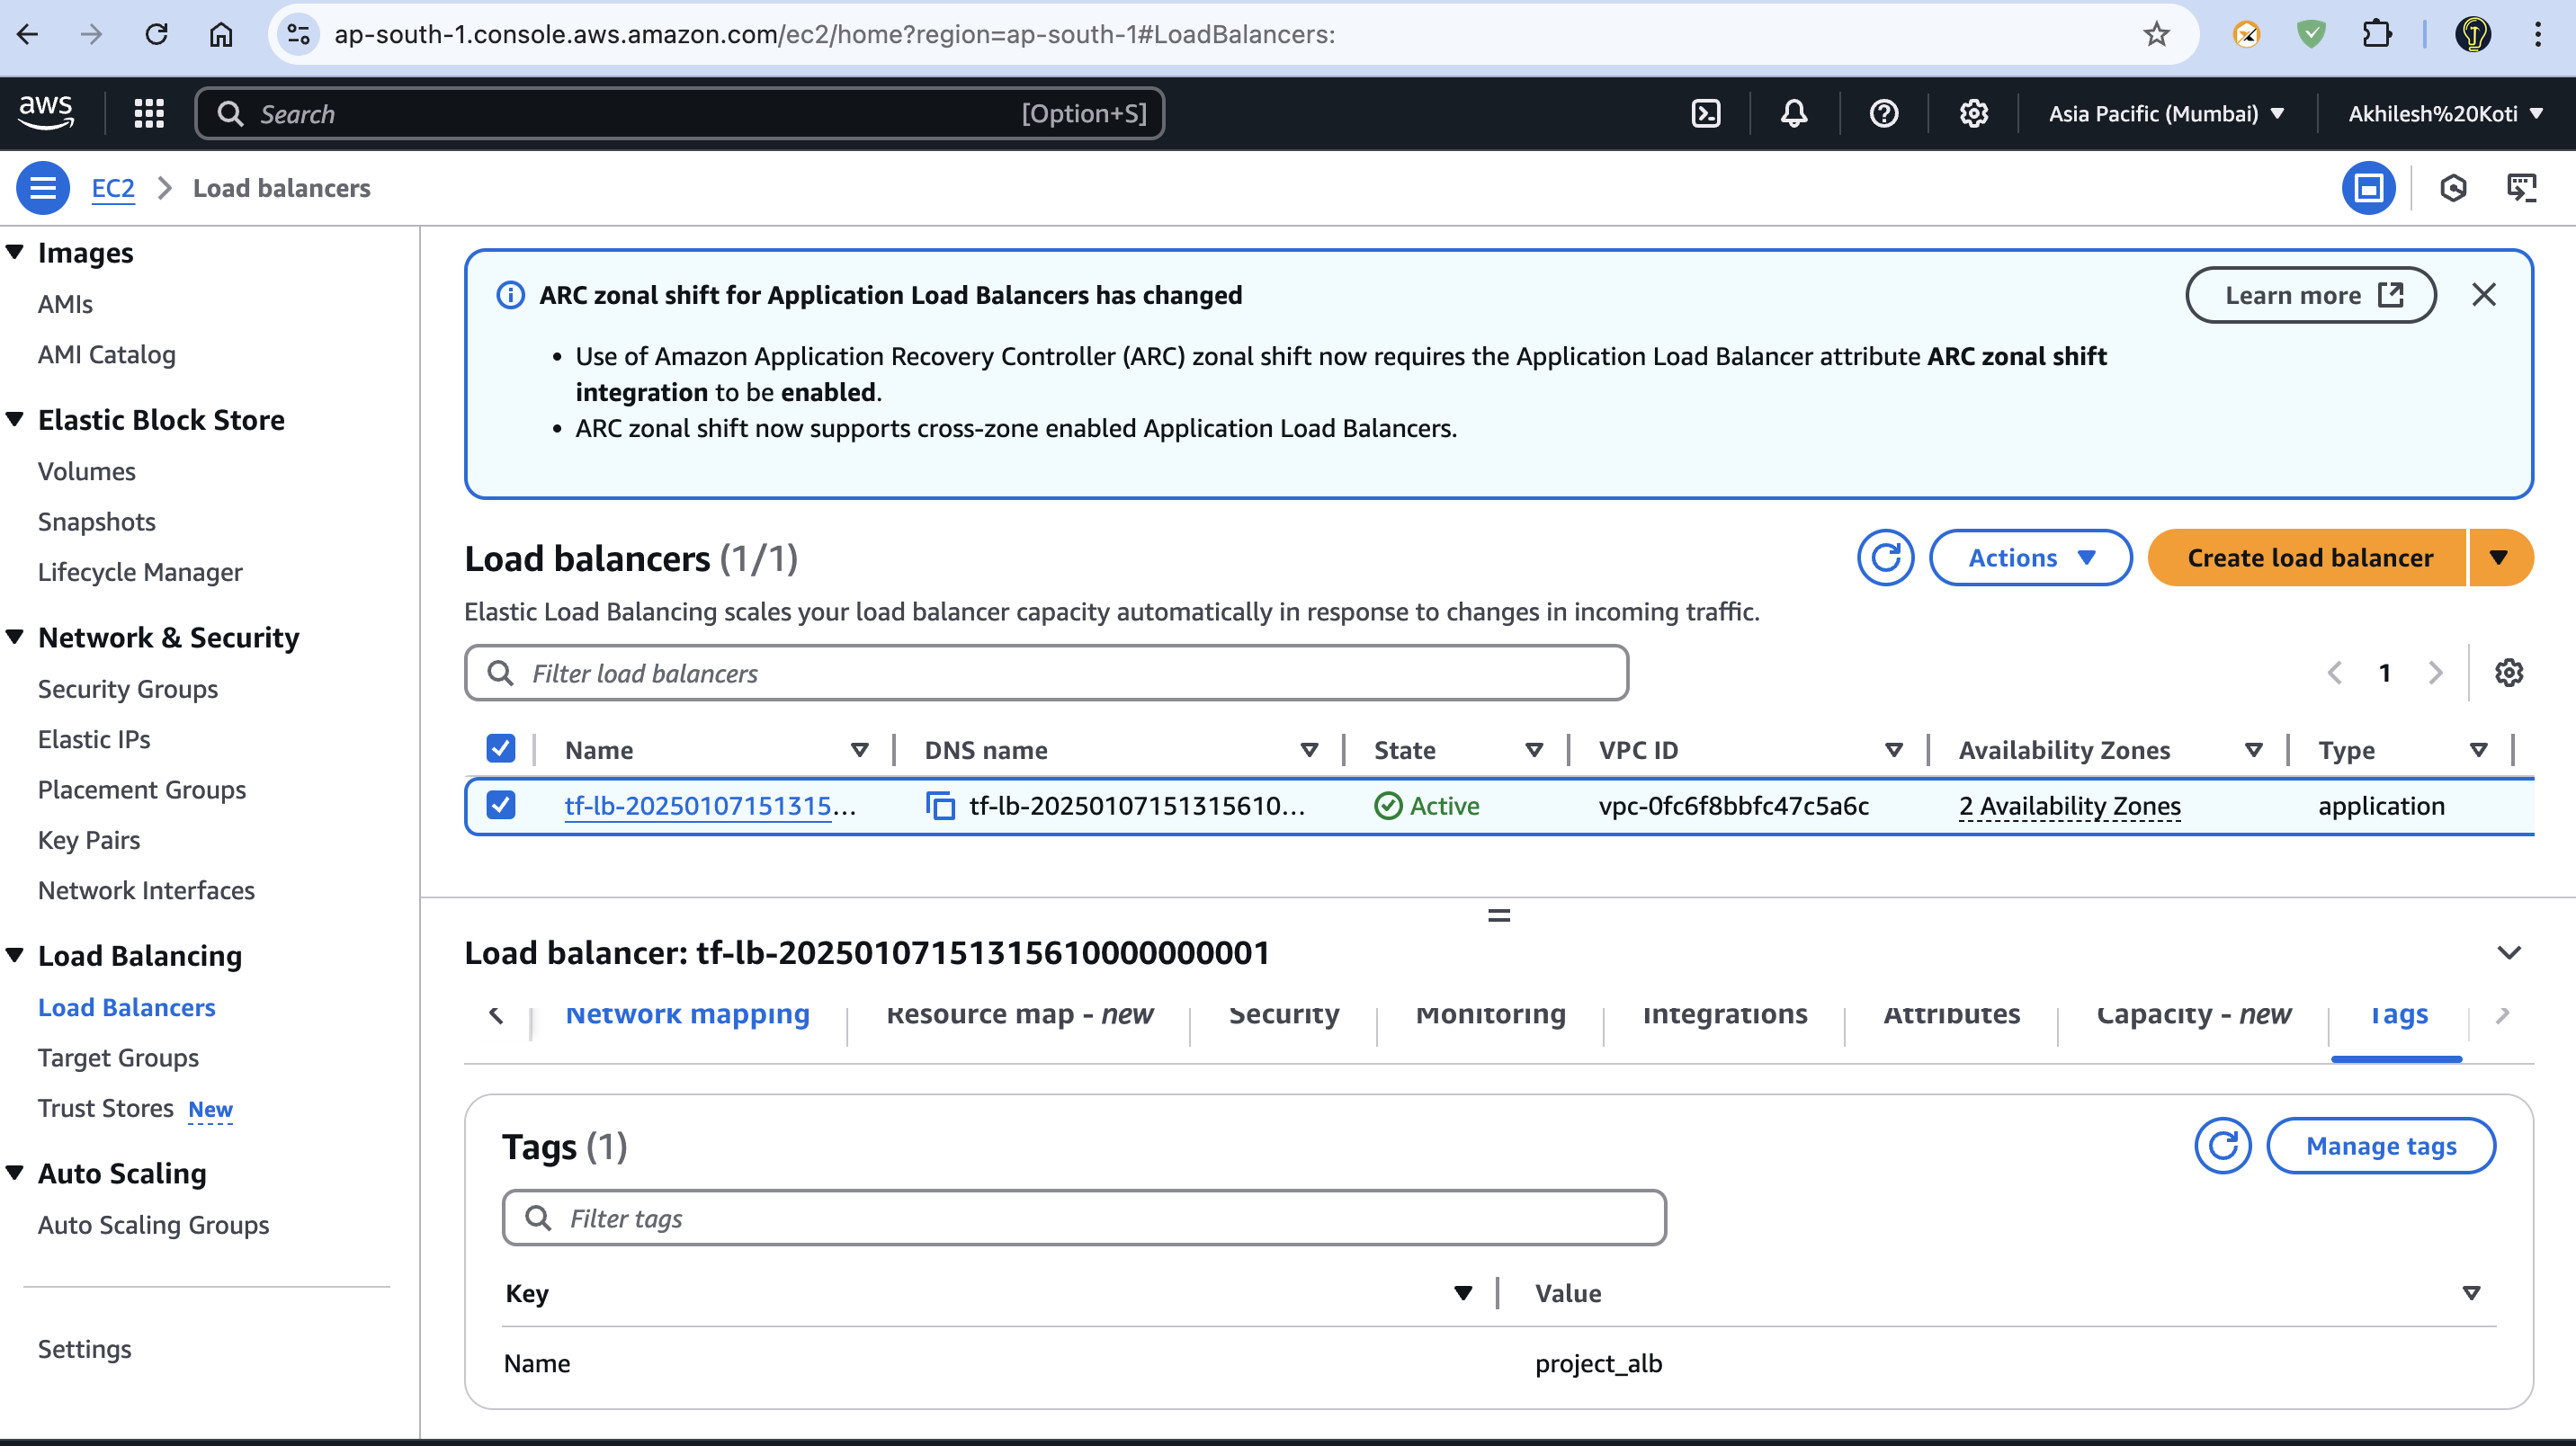 ap-south-1.console.aws.amazon.com/ec2/home?region=ap-south-1#LoadBalancers:
aws
Search
[Option+S]
Asia Pacific (Mumbai)
Akhilesh%20Koti
EC2
Load balancers
Images
AMIs
AMI Catalog
Elastic Block Store
Volumes
Snapshots
Lifecycle Manager
Network & Security
Security Groups
Elastic IPs
Placement Groups
Key Pairs
Network Interfaces
Load Balancing
Load Balancers
Target Groups
Trust Stores New
Auto Scaling
Auto Scaling Groups
Settings
ARC zonal shift for Application Load Balancers has changed
Learn more
• Use of Amazon Application Recovery Controller (ARC) zonal shift now requires the Application Load Balancer attribute ARC zonal shift
integration to be enabled.
• ARC zonal shift now supports cross-zone enabled Application Load Balancers.
Load balancers (1/1)
Actions
Create load balancer
Elastic Load Balancing scales your load balancer capacity automatically in response to changes in incoming traffic.
Filter load balancers
1
Name
DNS name
State
VPC ID
Availability Zones
Type
tf-lb-20250107151315...
tf-lb-20250107151315610...
Active
vpc-0fc6f8bbfc47c5a6c
2 Availability Zones
application
Load balancer: tf-lb-20250107151315610000000001
Network mapping
Resource map - new
Security
Monitoring
Integrations
Attributes
Capacity - new
Tags
Tags (1)
Manage tags
Filter tags
Key
Value
Name
project_alb